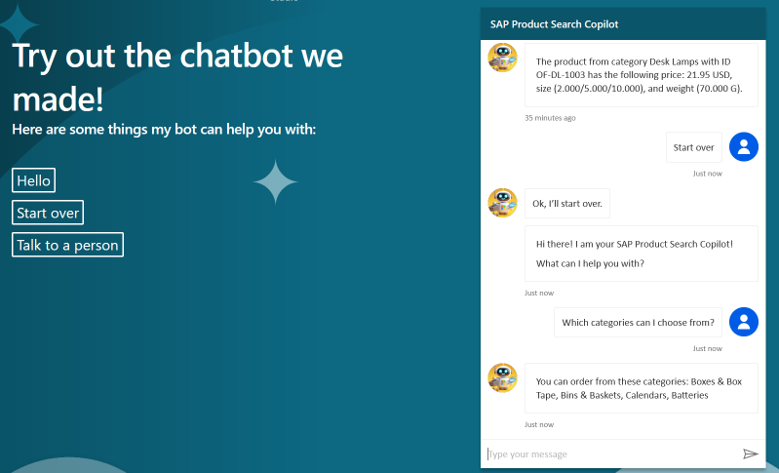 Try out the chatbot we
made!
Here are some things my bot can help you with:
Hello
Start over
Talk to a person
SAP Product Search Copilot
The product from category Desk Lamps with ID
OF-DL-1003 has the following price: 21.95 USD,
size (2.000/5.000/10.000), and weight (70.000 G).
35 minutes ago
Start over
Just now
Ok, I'll start over.
Hi there! I am your SAP Product Search Copilot!
What can I help you with?
Just now
Which categories can I choose from?
Just now
You can order from these categories: Boxes & Box
Tape, Bins & Baskets, Calendars, Batteries
Just now
Type your message